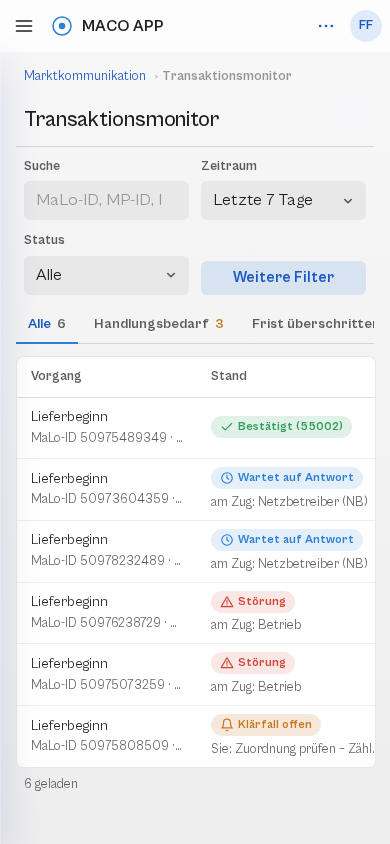 MACO APP
FF
Marktkommunikation › Transaktionsmonitor
Transaktionsmonitor
Suche
Zeitraum
MaLo-ID, MP-ID, I
Letzte 7 Tage
Status
Alle
Weitere Filter
Alle 6
Handlungsbedarf 3
Frist überschritten
Vorgang
Stand
Lieferbeginn
MaLo-ID 50975489349 · ...
Bestätigt (55002)
Lieferbeginn
MaLo-ID 50973604359 ·...
Wartet auf Antwort
am Zug: Netzbetreiber (NB)
Lieferbeginn
MaLo-ID 50978232489 · ...
Wartet auf Antwort
am Zug: Netzbetreiber (NB)
Lieferbeginn
MaLo-ID 50976238729 · ...
Störung
am Zug: Betrieb
Lieferbeginn
MaLo-ID 50975073259 · ...
Störung
am Zug: Betrieb
Lieferbeginn
MaLo-ID 50975808509 ·...
Klärfall offen
Sie: Zuordnung prüfen – Zähl...
6 geladen